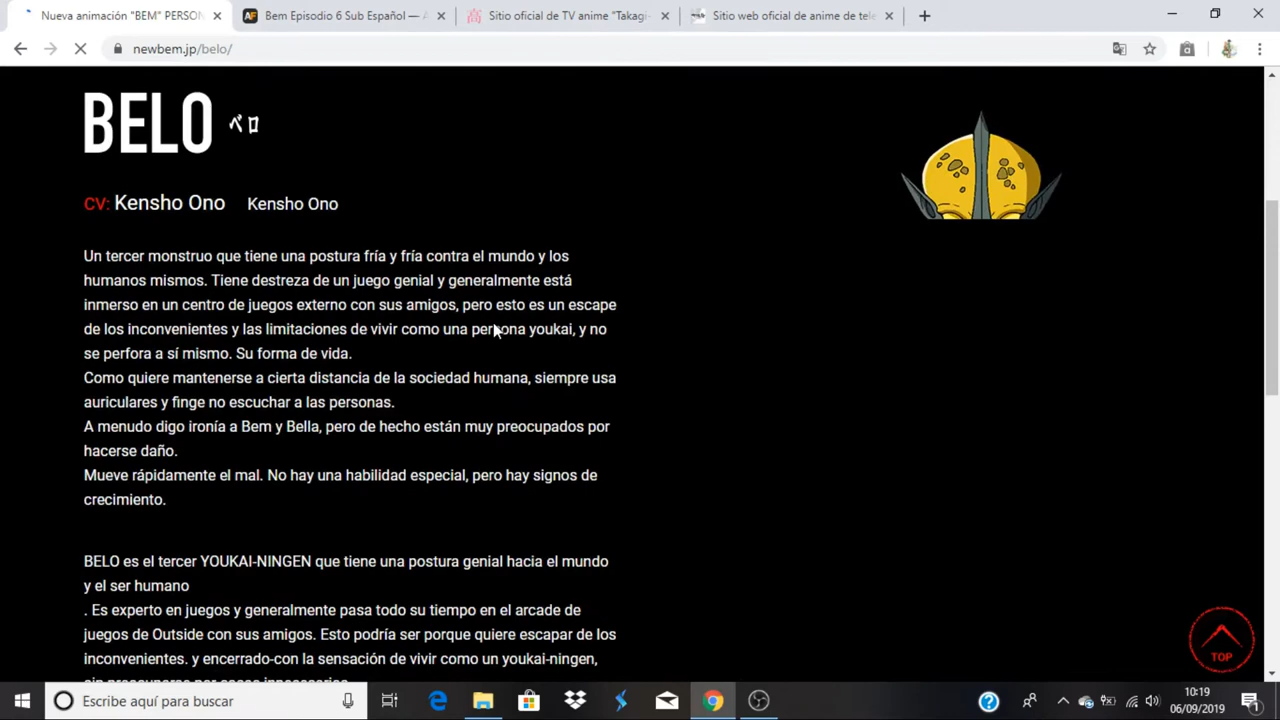 Nueva animación "BEM" PERSON
Bem Episodio 6 Sub Español — A
Sitio oficial de TV anime "Takagi-
Sitio web oficial de anime de tele
newbem.jp/belo/
BELO ベロ
CV: Kensho Ono Kensho Ono
Un tercer monstruo que tiene una postura fría y fría contra el mundo y los
humanos mismos. Tiene destreza de un juego genial y generalmente está
inmerso en un centro de juegos externo con sus amigos, pero esto es un escape
de los inconvenientes y las limitaciones de vivir como una persona youkai, y no
se perfora a sí mismo. Su forma de vida.
Como quiere mantenerse a cierta distancia de la sociedad humana, siempre usa
auriculares y finge no escuchar a las personas.
A menudo digo ironía a Bem y Bella, pero de hecho están muy preocupados por
hacerse daño.
Mueve rápidamente el mal. No hay una habilidad especial, pero hay signos de
crecimiento.
BELO es el tercer YOUKAI-NINGEN que tiene una postura genial hacia el mundo
y el ser humano
. Es experto en juegos y generalmente pasa todo su tiempo en el arcade de
juegos de Outside con sus amigos. Esto podría ser porque quiere escapar de los
inconvenientes. y encerrado-con la sensación de vivir como un youkai-ningen,
TOP
Escribe aquí para buscar
10:19
06/09/2019